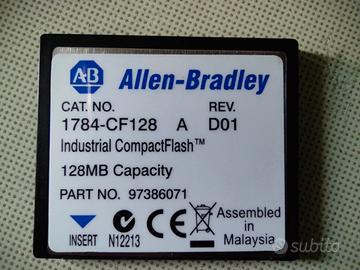 AB Allen-Bradley
CAT. NO. REV.
1784-CF128 A D01
Industrial CompactFlash™
128MB Capacity
PART NO. 97386071
INSERT N12213 CE Assembled in Malaysia
subito